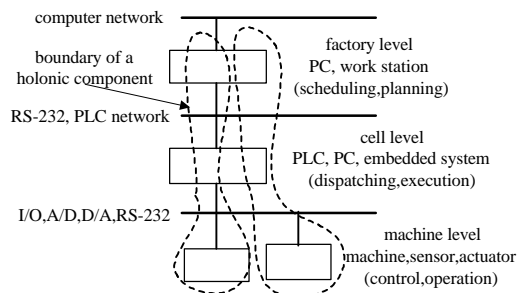 computer network
boundary of a
holonic component
factory level
PC, work station
(scheduling,planning)
RS-232, PLC network
cell level
PLC, PC, embedded system
(dispatching,execution)
I/O,A/D,D/A,RS-232
machine level
machine,sensor,actuator
(control,operation)